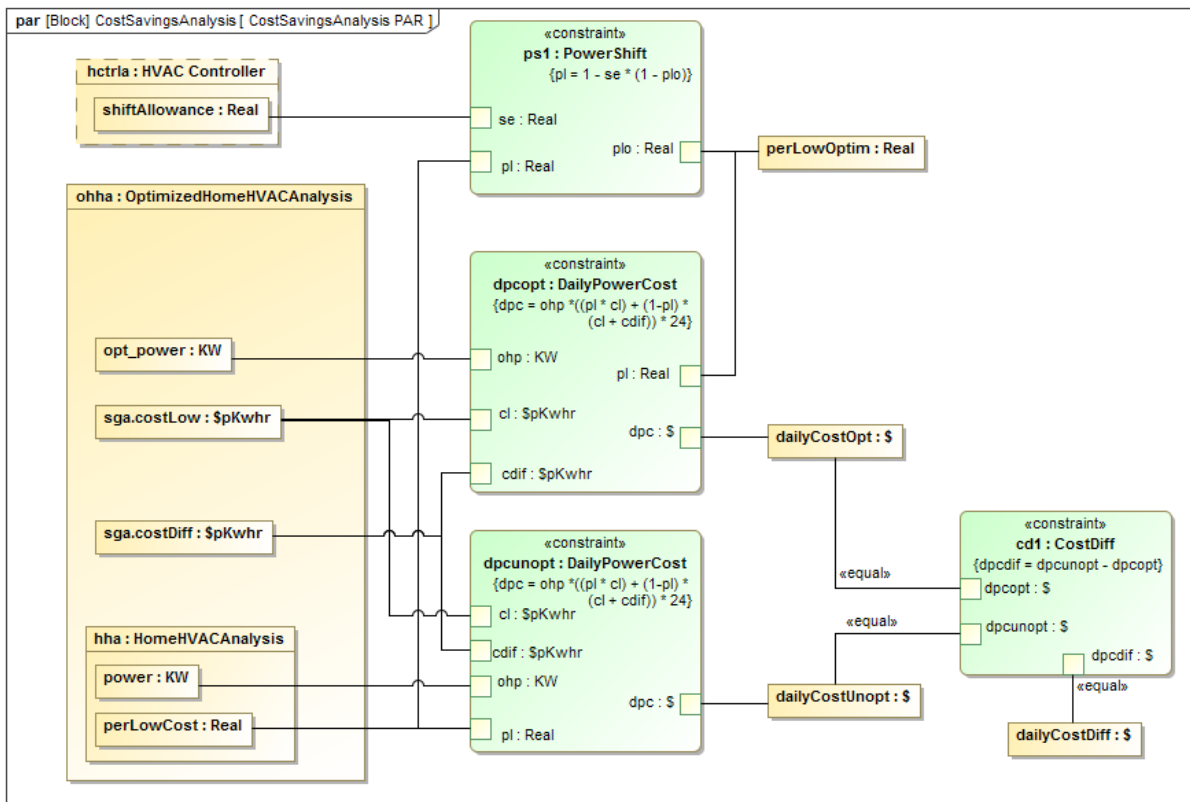 par [Block] CostSavingsAnalysis [ CostSavingsAnalysis PAR ]
hctrla : HVAC Controller
shiftAllowance : Real
«constraint»
ps1 : PowerShift
{pl = 1 - se * (1 - plo)}
se : Real
plo : Real
pl : Real
perLowOptim : Real
ohha : OptimizedHomeHVACAnalysis
opt_power : KW
sga.costLow : $pKwhr
sga.costDiff : $pKwhr
hha : HomeHVACAnalysis
power : KW
perLowCost : Real
«constraint»
dpcopt : DailyPowerCost
{dpc = ohp *((pl * cl) + (1-pl) *
(cl + cdif)) * 24}
ohp : KW
pl : Real
cl : $pKwhr
dpc : $
cdif : $pKwhr
dailyCostOpt : $
«constraint»
dpcunopt : DailyPowerCost
{dpc = ohp *((pl * cl) + (1-pl) *
(cl + cdif)) * 24}
cl : $pKwhr
cdif : $pKwhr
ohp : KW
dpc : $
pl : Real
dailyCostUnopt : $
«equal»
«equal»
«constraint»
cd1 : CostDiff
{dpcdif = dpcunopt - dpcopt}
dpcopt : $
dpcunopt : $
dpcdif : $
«equal»
dailyCostDiff : $